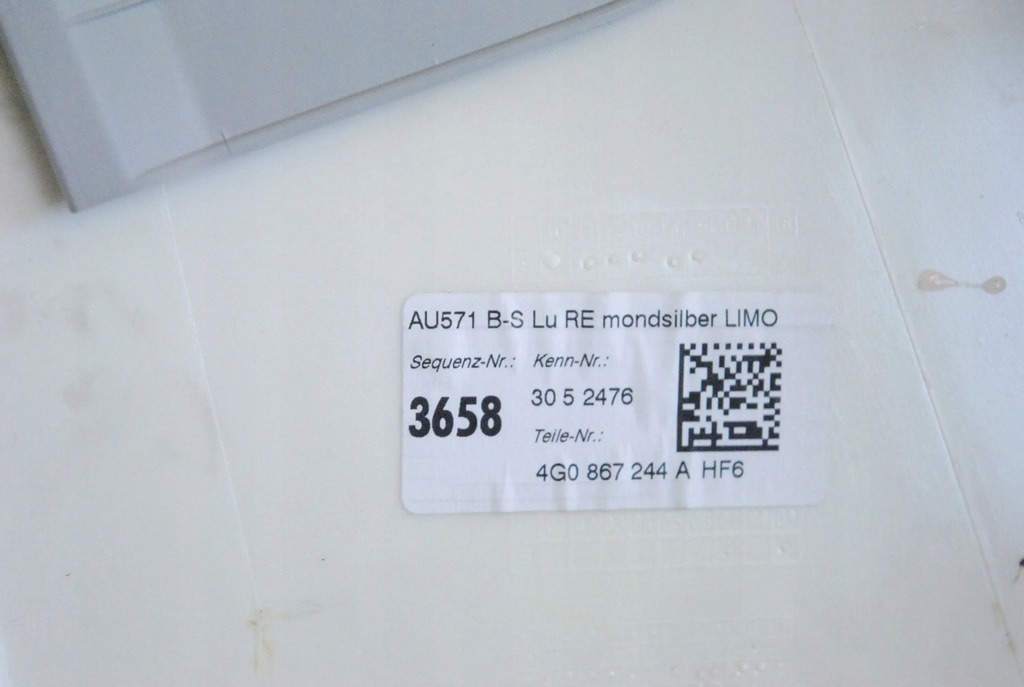 AU571 B-S Lu RE mondsilber LIMO
Sequenz-Nr.: Kenn-Nr.:
3658 30 5 2476
Teile-Nr.:
4G0 867 244 A HF6